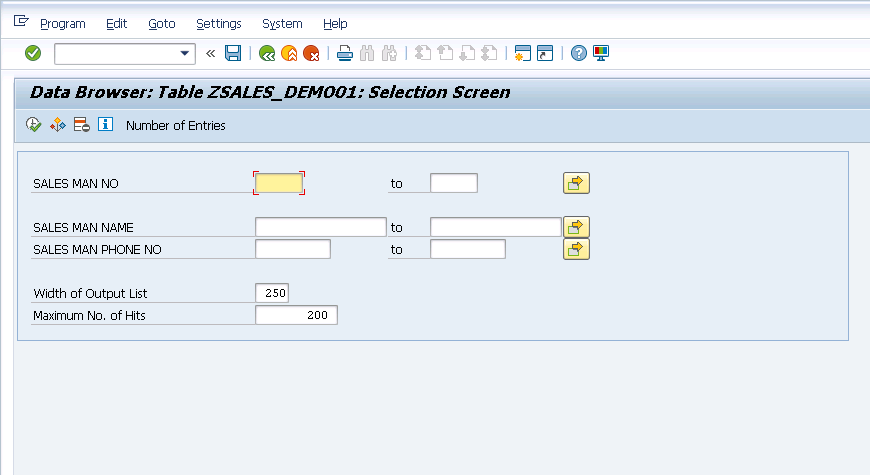 Program Edit Goto Settings System Help
Data Browser: Table ZSALES_DEMO01: Selection Screen
Number of Entries
SALES MAN NO to
SALES MAN NAME to
SALES MAN PHONE NO to
Width of Output List 250
Maximum No. of Hits 200